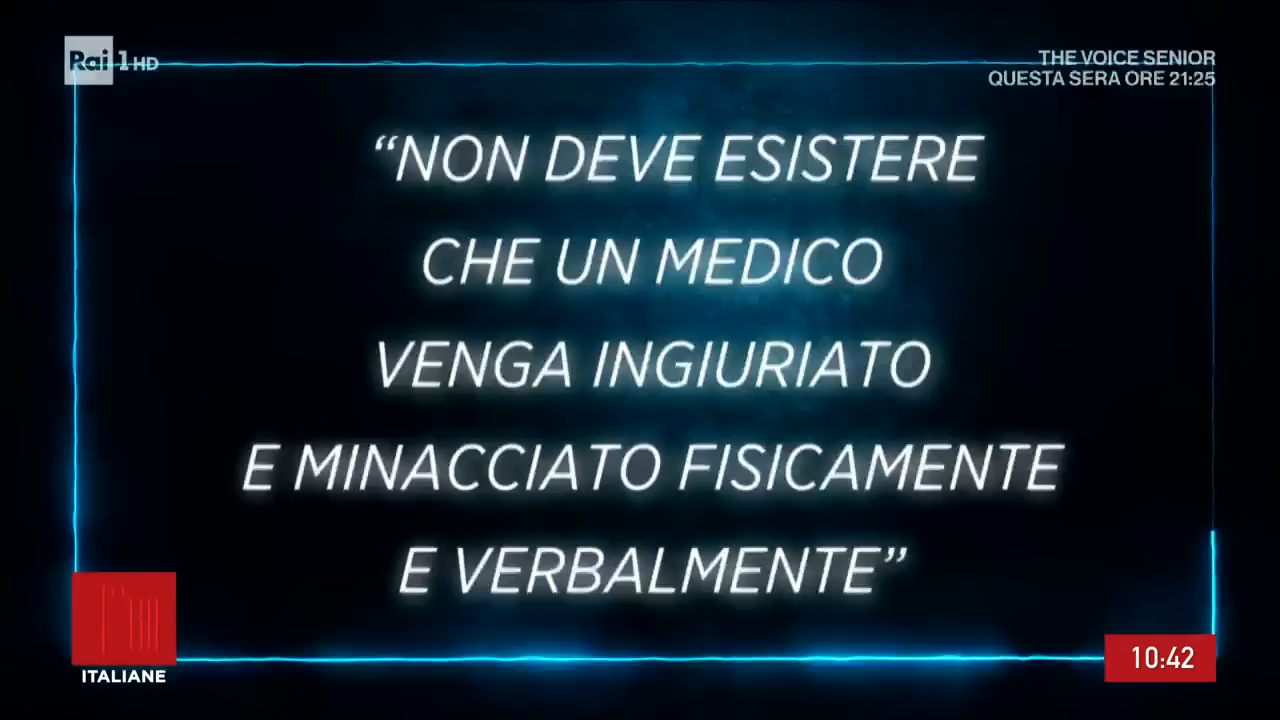 Rai 1 HD
THE VOICE SENIOR
QUESTA SERA ORE 21:25
“NON DEVE ESISTERE
CHE UN MEDICO
VENGA INGIURIATO
E MINACCIATO FISICAMENTE
E VERBALMENTE”
ITALIANE
10:42